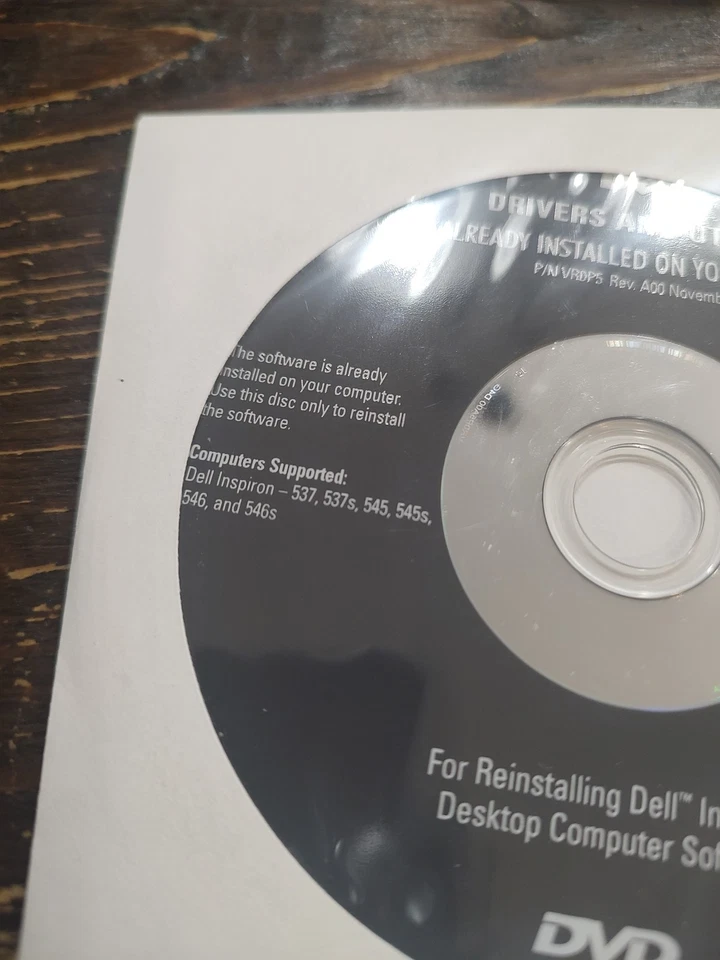 DRIVERS AN UT
ALREADY INSTALLED ON YO
P/N VRDP5 Rev. A00 Novemb
The software is already
installed on your computer.
Use this disc only to reinstall
the software.
Computers Supported:
Dell Inspiron – 537, 537s, 545, 545s,
546, and 546s
For Reinstalling Dell™ In
Desktop Computer Sof
DVD